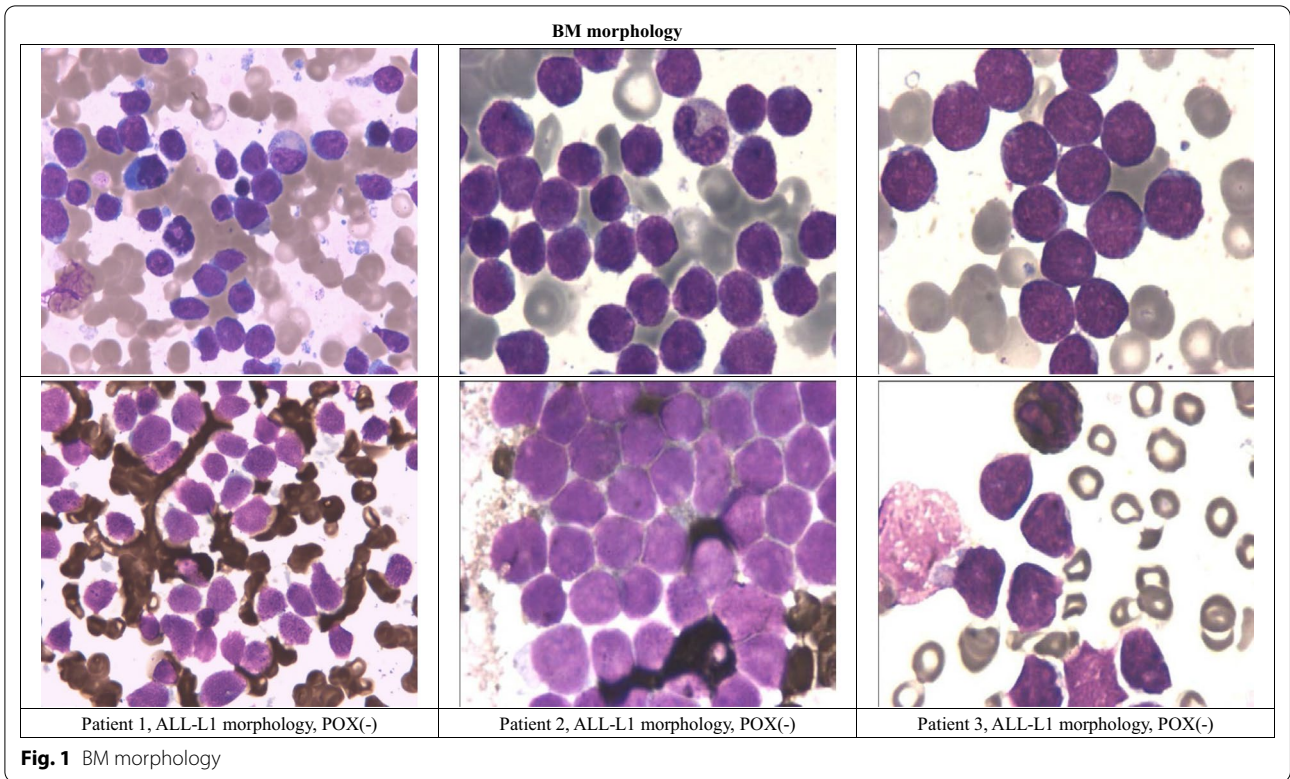 BM morphology
Patient 1, ALL-L1 morphology, POX(-)
Patient 2, ALL-L1 morphology, POX(-)
Patient 3, ALL-L1 morphology, POX(-)
Fig. 1 BM morphology